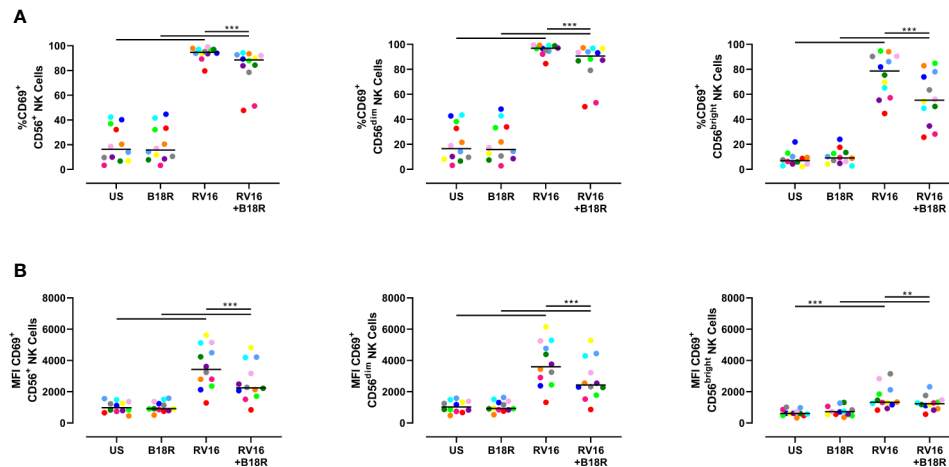 A
***
***
***
%CD69+
CD56+ NK Cells
100
80
60
40
20
0
US
B18R
RV16
RV16
+B18R
%CD69+
CD56dim NK Cells
100
80
60
40
20
0
US
B18R
RV16
RV16
+B18R
%CD69+
CD56bright NK Cells
100
80
60
40
20
0
US
B18R
RV16
RV16
+B18R
B
***
***
***
**
MFI CD69+
CD56+ NK Cells
8000
6000
4000
2000
0
US
B18R
RV16
RV16
+B18R
MFI CD69+
CD56dim NK Cells
8000
6000
4000
2000
0
US
B18R
RV16
RV16
+B18R
MFI CD69+
CD56bright NK Cells
8000
6000
4000
2000
0
US
B18R
RV16
RV16
+B18R